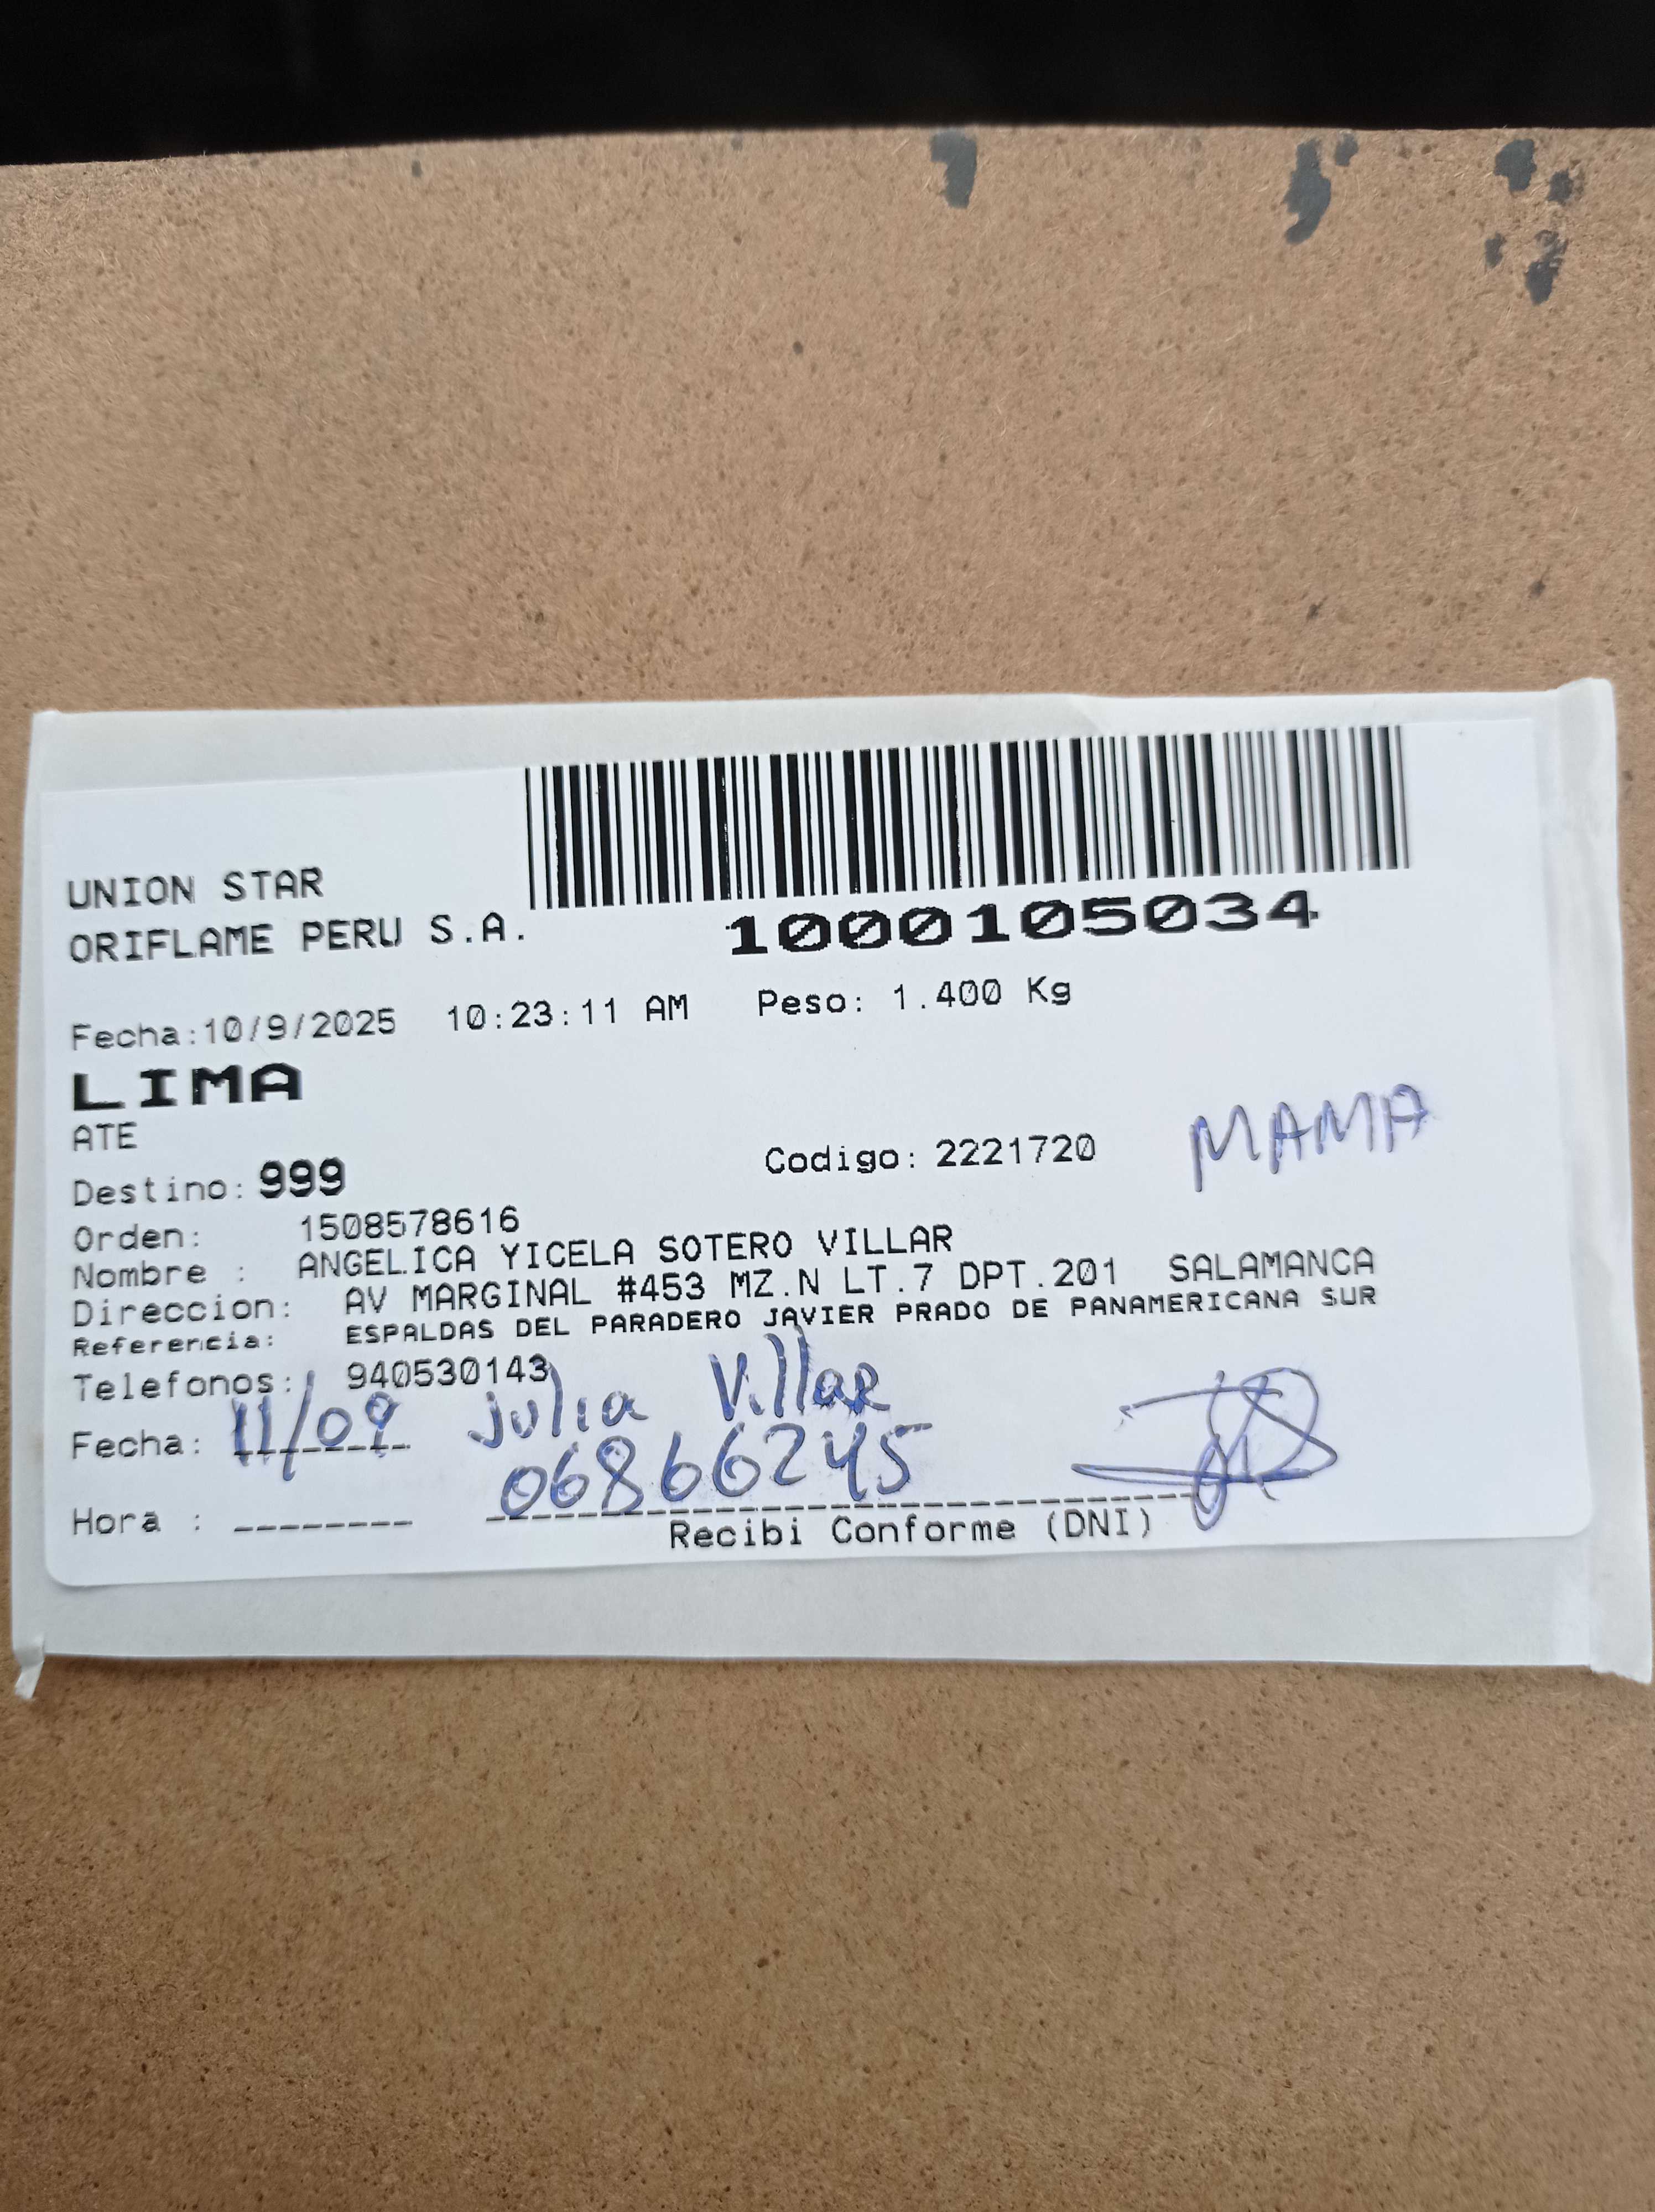 UNION STAR
ORIFLAME PERU S.A.
1000105034
Fecha:10/9/2025 10:23:11 AM Peso: 1.400 Kg
LIMA
ATE
MAMA
Destino: 999 Codigo: 2221720
Orden: 1508578616
Nombre : ANGELICA YICELA SOTERO VILLAR
Direccion: AV MARGINAL #453 MZ.N LT.7 DPT.201 SALAMANCA
Referencia: ESPALDAS DEL PARADERO JAVIER PRADO DE PANAMERICANA SUR
Telefonos: 940530143
Fecha: 11/09 Julia Villar
06866245
Hora :
Recibi Conforme (DNI)